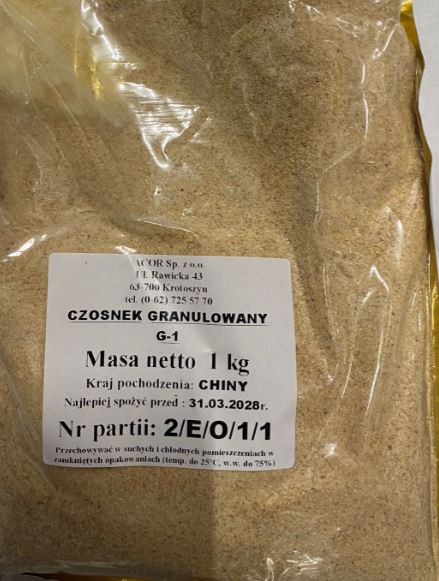 ACOR Sp. z o.o.
Ul. Rawicka 43
63-700 Krotoszyn
tel. (0-62) 725 57 70
CZOSNEK GRANULOWANY
G-1
Masa netto 1 kg
Kraj pochodzenia: CHINY
Najlepiej spożyć przed : 31.03.2028r.
Nr partii: 2/E/O/1/1
Przechowywać w suchych i chłodnych pomieszczeniach w
zamkniętych opakowaniach (temp. do 25°C, w.w. do 75%)